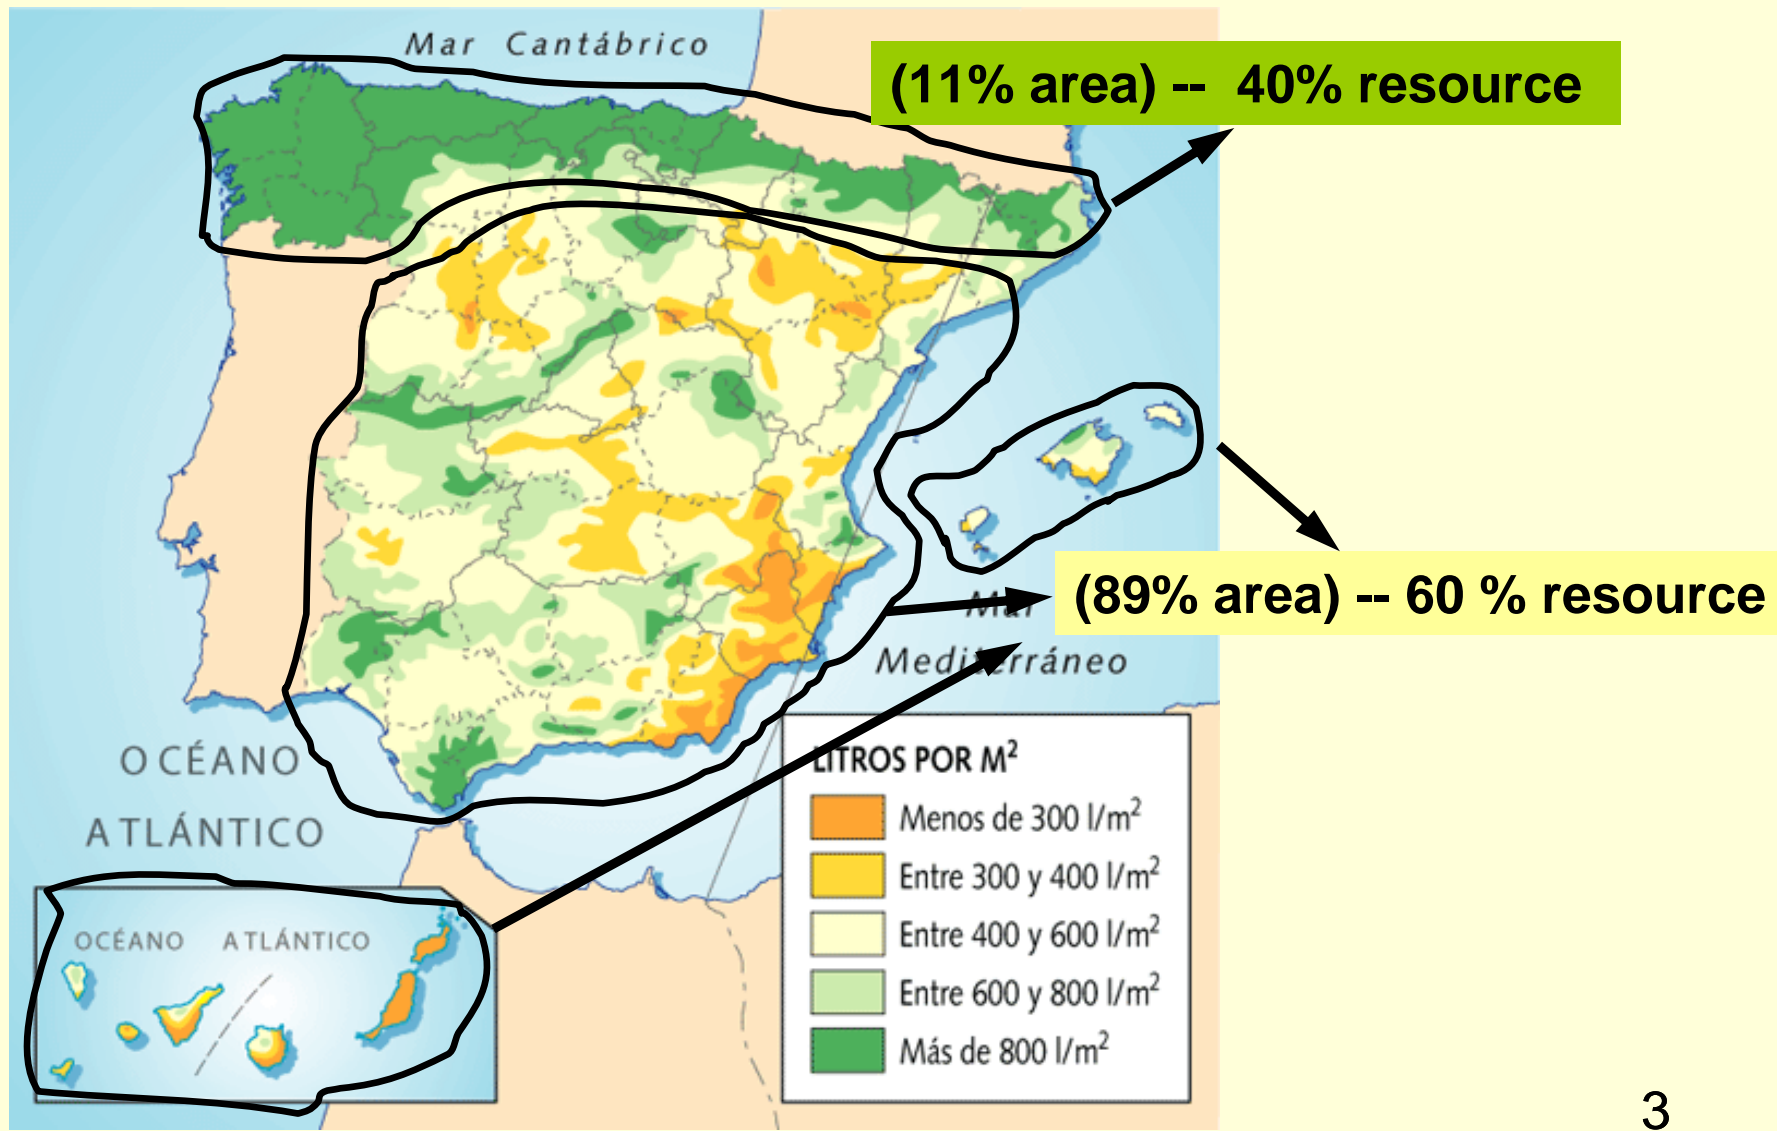 Mar Cantábrico
(11% area) -- 40% resource
(89% area) -- 60 % resource
Mar
Mediterráneo
OCÉANO
ATLÁNTICO
LITROS POR M²
Menos de 300 l/m²
Entre 300 y 400 l/m²
Entre 400 y 600 l/m²
Entre 600 y 800 l/m²
Más de 800 l/m²
OCÉANO ATLÁNTICO
3